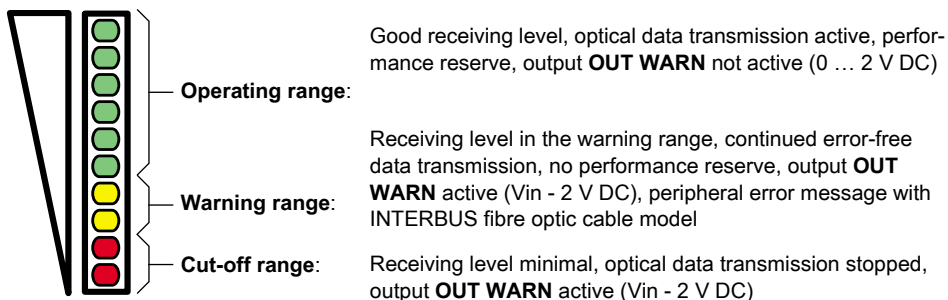 Good receiving level, optical data transmission active, perfor-
mance reserve, output OUT WARN not active (0 … 2 V DC)
Operating range:
Receiving level in the warning range, continued error-free
data transmission, no performance reserve, output OUT
WARN active (Vin - 2 V DC), peripheral error message with
INTERBUS fibre optic cable model
Warning range:
Cut-off range:
Receiving level minimal, optical data transmission stopped,
output OUT WARN active (Vin - 2 V DC)